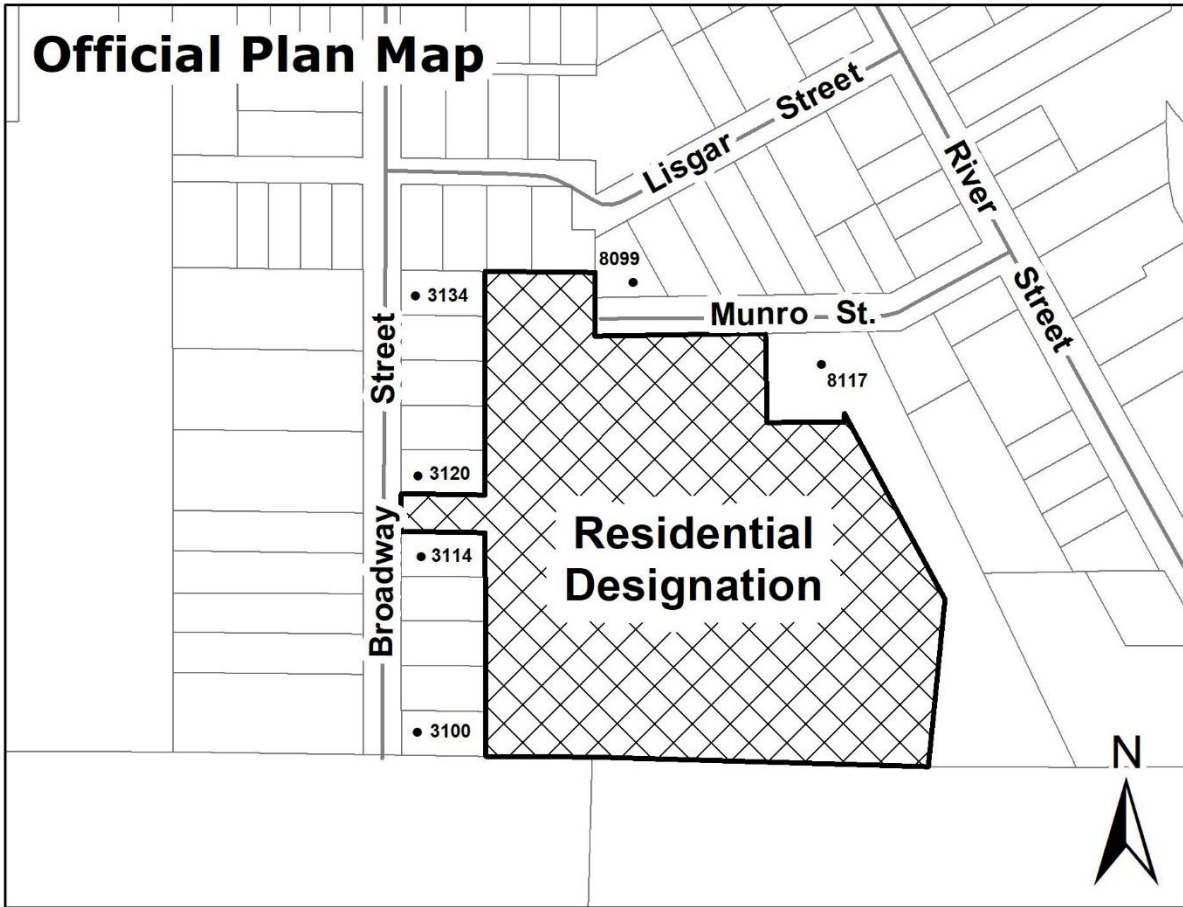 Official Plan Map
Lisgar Street
River Street
8099
3134
Munro St.
8117
Broadway Street
3120
Residential
Designation
3114
3100
N